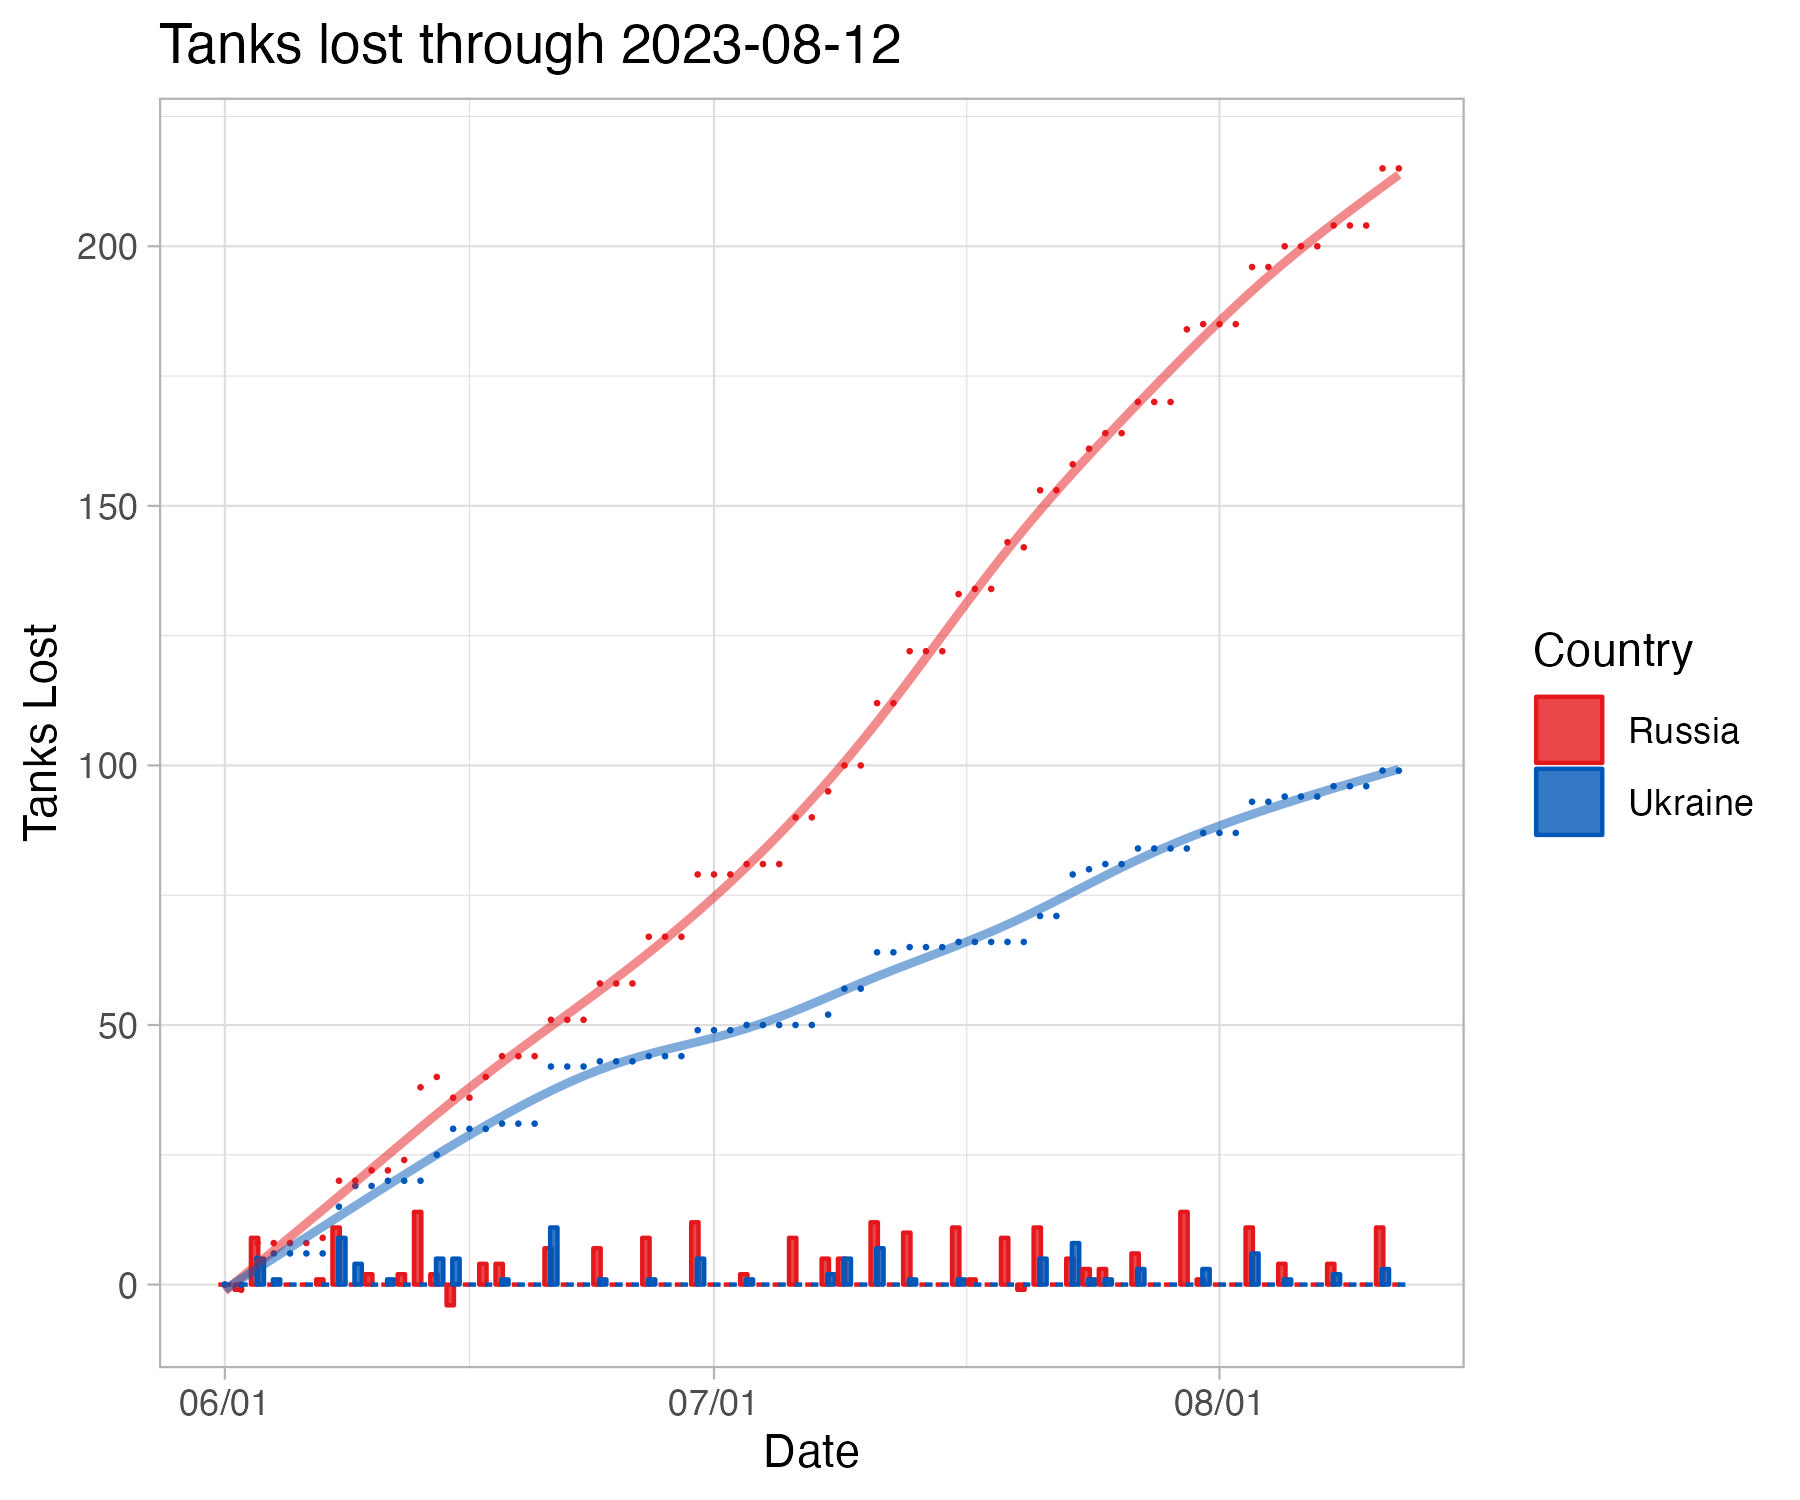 Tanks lost through 2023-08-12
Tanks Lost
200
150
100
50
0
06/01
07/01
08/01
Date
Country
Russia
Ukraine